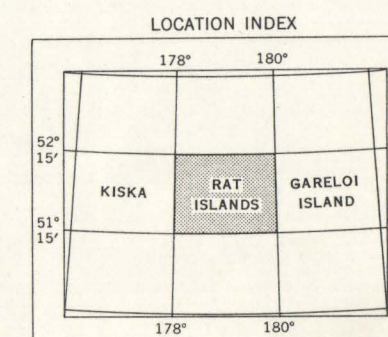 LOCATION INDEX
178° 180°
52°
15′
KISKA
RAT
ISLANDS
GARELOI
ISLAND
51°
15′
178° 180°